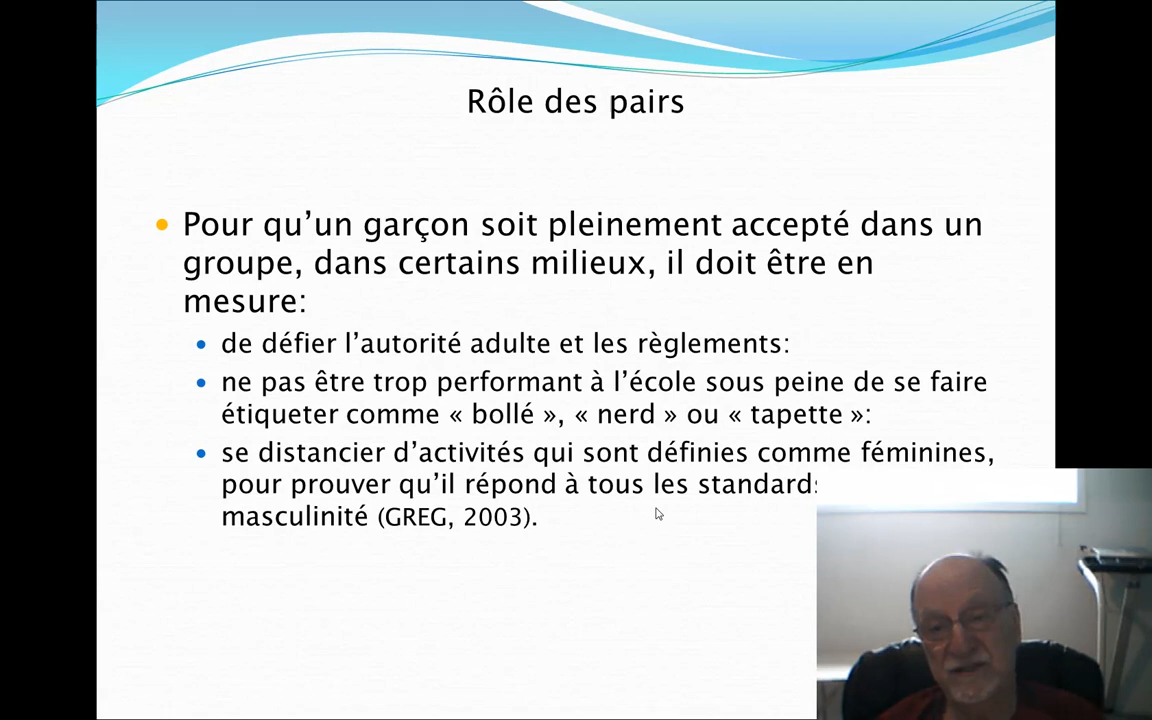 Rôle des pairs
Pour qu’un garçon soit pleinement accepté dans un
groupe, dans certains milieux, il doit être en
mesure:
de défier l’autorité adulte et les règlements:
ne pas être trop performant à l’école sous peine de se faire
étiqueter comme « bollé », « nerd » ou « tapette »:
se distancier d’activités qui sont définies comme féminines,
pour prouver qu’il répond à tous les standards
masculinité (GREG, 2003).